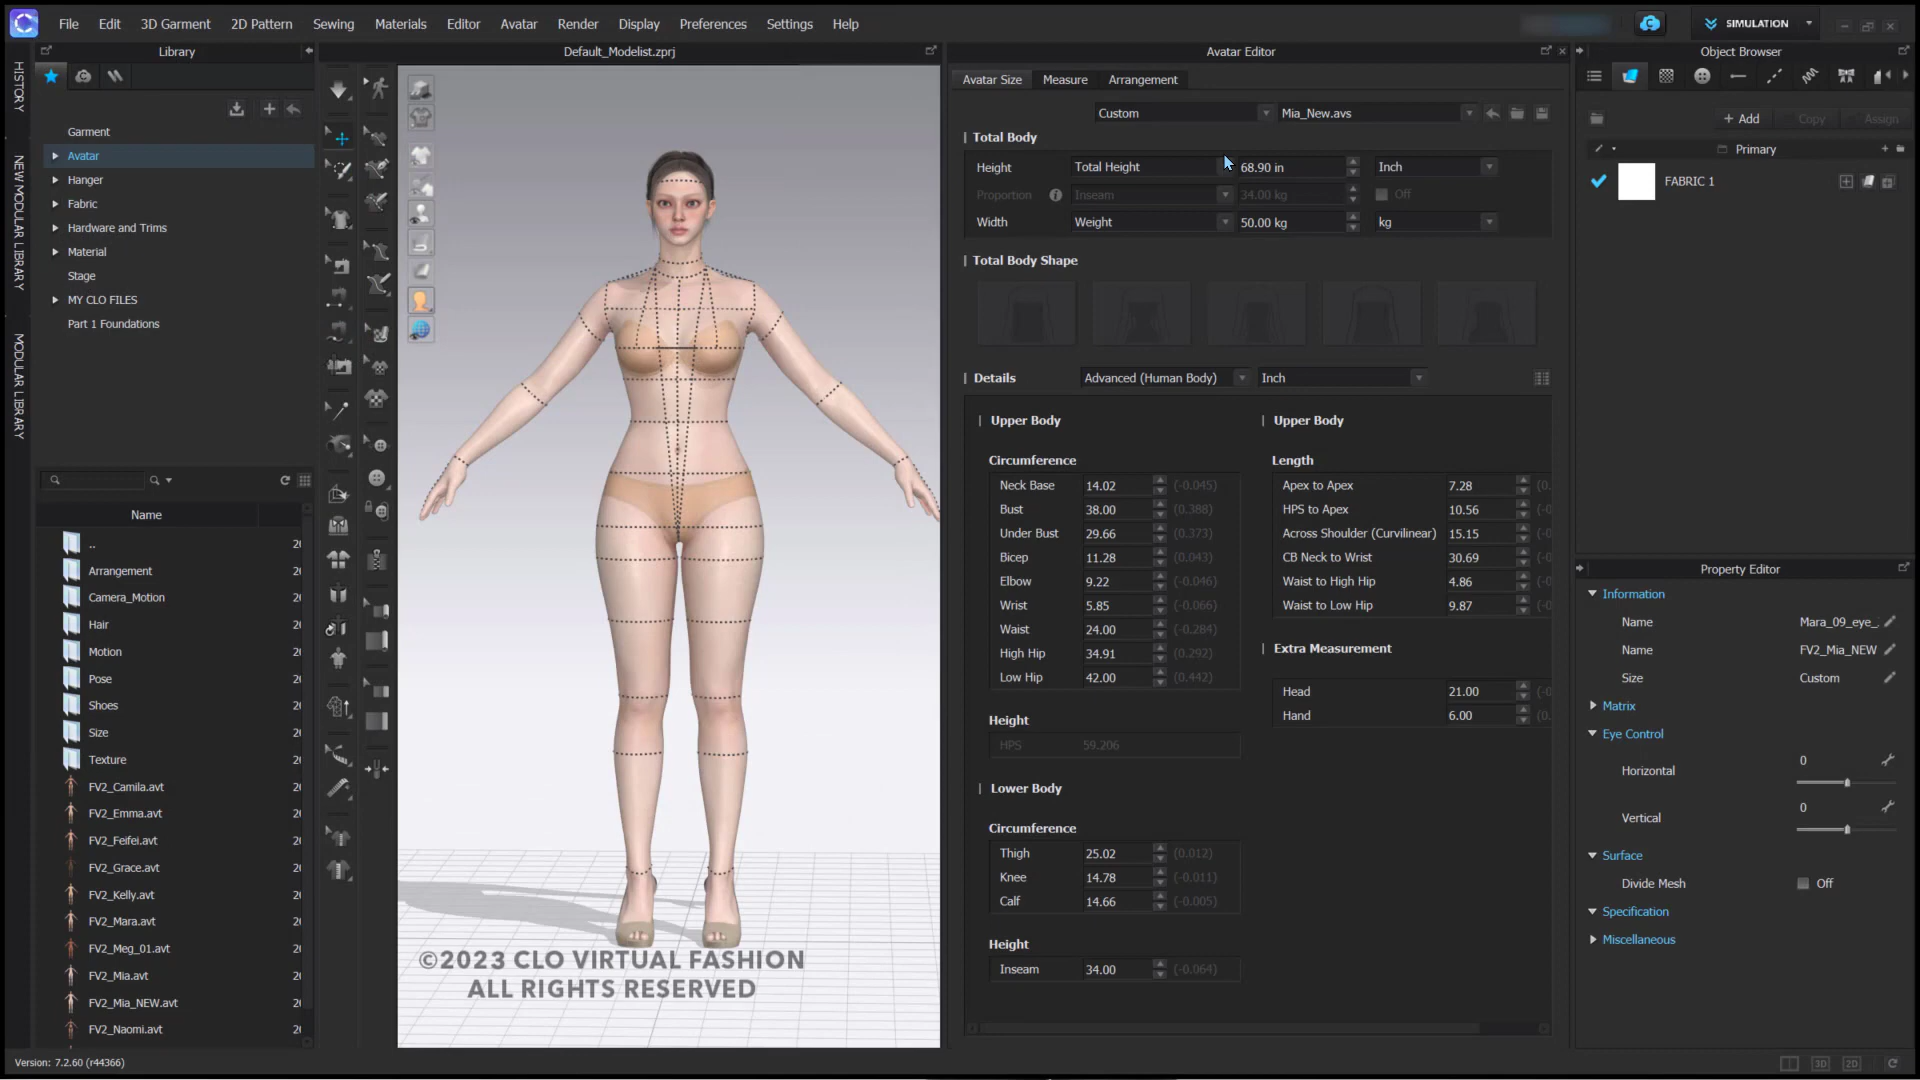 File Edit 3D Garment 2D Pattern Sewing Materials Editor Avatar Render Display Preferences Settings Help
SIMULATION
Library
Default_Modelist.zprj
Avatar Editor
Object Browser
HISTORY
NEW MODULAR LIBRARY
MODULAR LIBRARY
Garment
Avatar
Hanger
Fabric
Hardware and Trims
Material
Stage
MY CLO FILES
Part 1 Foundations
Name
..
Arrangement
Camera_Motion
Hair
Motion
Pose
Shoes
Size
Texture
FV2_Camila.avt
FV2_Emma.avt
FV2_Feifei.avt
FV2_Grace.avt
FV2_Kelly.avt
FV2_Mara.avt
FV2_Meg_01.avt
FV2_Mia.avt
FV2_Mia_NEW.avt
FV2_Naomi.avt
Version: 7.2.60 (r44366)
©2023 CLO VIRTUAL FASHION
ALL RIGHTS RESERVED
Avatar Size Measure Arrangement
Custom Mia_New.avs
Total Body
Height Total Height 68.90 in Inch
Proportion Inseam 34.00 kg Off
Width Weight 50.00 kg kg
Total Body Shape
Details Advanced (Human Body) Inch
Upper Body
Circumference
Neck Base 14.02 (-0.045)
Bust 38.00 (0.388)
Under Bust 29.66 (0.373)
Bicep 11.28 (0.043)
Elbow 9.22 (-0.046)
Wrist 5.85 (-0.066)
Waist 24.00 (-0.284)
High Hip 34.91 (0.292)
Low Hip 42.00 (0.442)
Height
HPS 59.206
Lower Body
Circumference
Thigh 25.02 (0.012)
Knee 14.78 (-0.011)
Calf 14.66 (-0.005)
Height
Inseam 34.00 (-0.064)
Upper Body
Length
Apex to Apex 7.28
HPS to Apex 10.56
Across Shoulder (Curvilinear) 15.15
CB Neck to Wrist 30.69
Waist to High Hip 4.86
Waist to Low Hip 9.87
Extra Measurement
Head 21.00
Hand 6.00
+ Add Copy Assign
Primary
FABRIC 1
Property Editor
Information
Name Mara_09_eye_
Name FV2_Mia_NEW
Size Custom
Matrix
Eye Control
Horizontal 0
Vertical 0
Surface
Divide Mesh Off
Specification
Miscellaneous
3D 2D